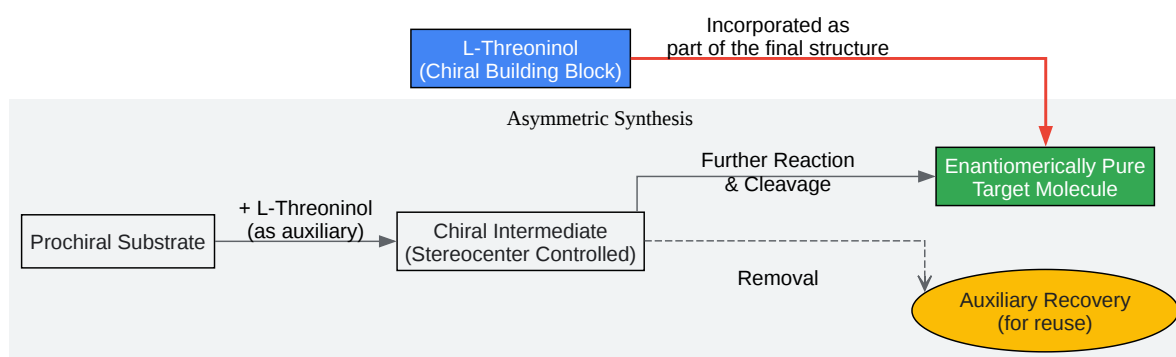 Incorporated as
part of the final structure
L-Threoninol
(Chiral Building Block)
Asymmetric Synthesis
Further Reaction
& Cleavage
Enantiomerically Pure
Target Molecule
+ L-Threoninol
(as auxiliary)
Prochiral Substrate
Chiral Intermediate
(Stereocenter Controlled)
Removal
Auxiliary Recovery
(for reuse)